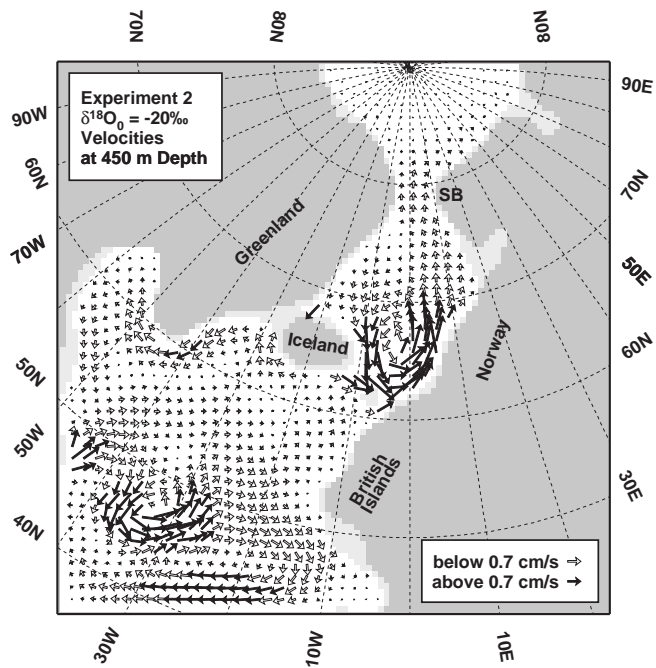 70N
80N
80N
90W
90E
Experiment 2
δ¹⁸O₀ = -20‰
Velocities
at 450 m Depth
60N
70N
SB
Greenland
70W
50E
Iceland
Norway
60N
50N
50W
British
Islands
30E
40N
below 0.7 cm/s ⇨
above 0.7 cm/s ➔
30W
10W
10E